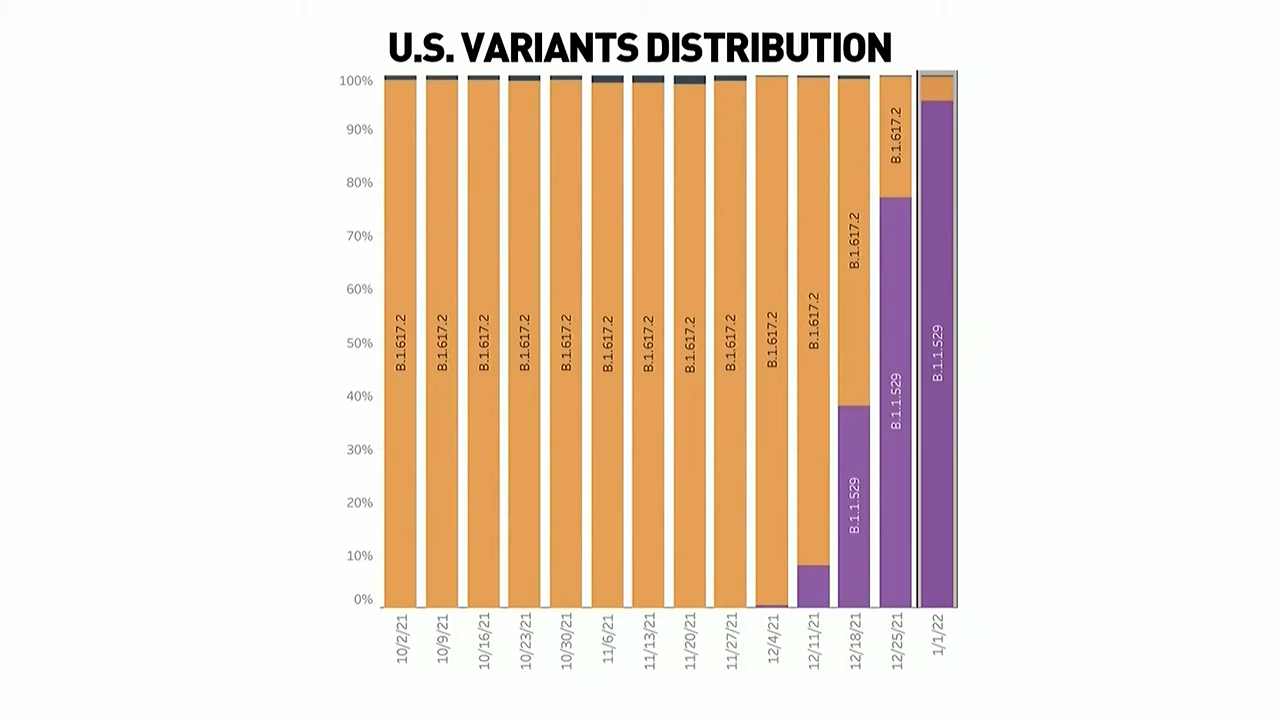 U.S. VARIANTS DISTRIBUTION
100%
90%
80%
70%
60%
50%
40%
30%
20%
10%
0%
B.1.617.2
B.1.617.2
B.1.617.2
B.1.617.2
B.1.617.2
B.1.617.2
B.1.617.2
B.1.617.2
B.1.617.2
B.1.617.2
B.1.617.2
B.1.617.2
B.1.1.529
B.1.617.2
B.1.1.529
B.1.1.529
10/2/21
10/9/21
10/16/21
10/23/21
10/30/21
11/6/21
11/13/21
11/20/21
11/27/21
12/4/21
12/11/21
12/18/21
12/25/21
1/1/22